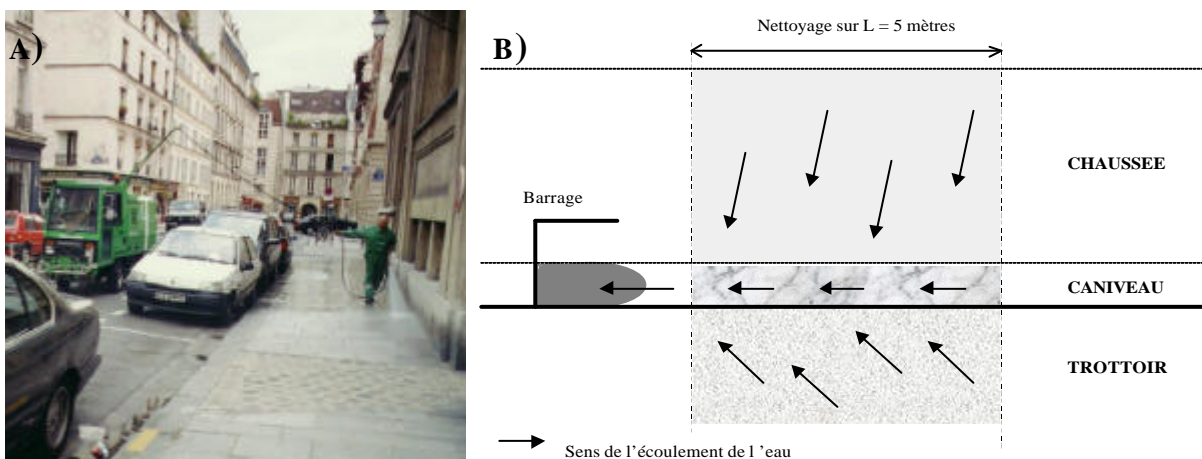 A)
B)
Nettoyage sur L = 5 mètres
CHAUSSEE
Barrage
CANIVEAU
TROTTOIR
Sens de l'écoulement de l 'eau